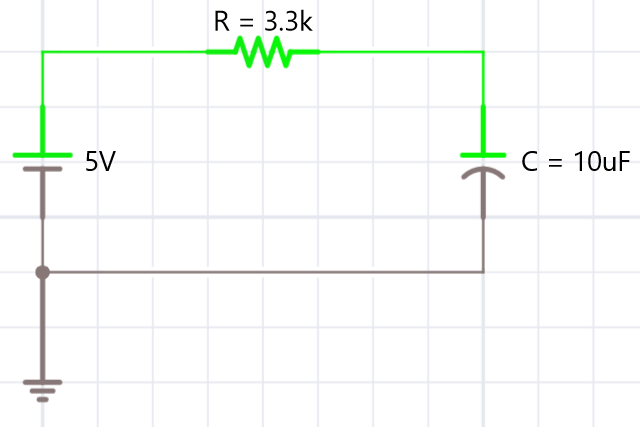 R = 3.3k
5V
C = 10uF